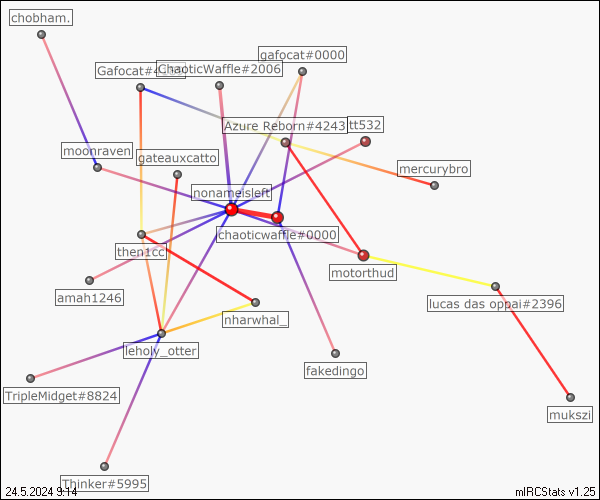 chobham.
gafocat#0000
Gafocat#4
ChaoticWaffle#2006
Azure Reborn#4243
tt532
moonraven
gateauxcatto
mercurybro
nonameisleft
chaoticwaffle#0000
then1cc
motorthud
amah1246
lucas das oppai#2396
nharwhal_
leholy_otter
fakedingo
TripleMidget#8824
mukszi
Thinker#5995
24.5.2024 9:14
mIRCStats v1.25